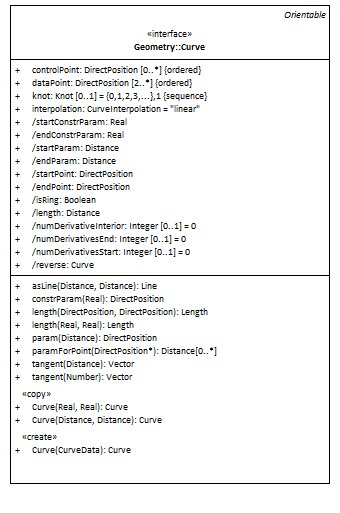 Orientable
«interface»
Geometry::Curve
+ controlPoint: DirectPosition [0..*] {ordered}
+ dataPoint: DirectPosition [2..*] {ordered}
+ knot: Knot [0..1] = {0,1,2,3,...},1 {sequence}
+ interpolation: CurveInterpolation = "linear"
+ /startConstrParam: Real
+ /endConstrParam: Real
+ /startParam: Distance
+ /endParam: Distance
+ /startPoint: DirectPosition
+ /endPoint: DirectPosition
+ /isRing: Boolean
+ /length: Distance
+ /numDerivativeInterior: Integer [0..1] = 0
+ /numDerivativesEnd: Integer [0..1] = 0
+ /numDerivativesStart: Integer [0..1] = 0
+ /reverse: Curve
+ asLine(Distance, Distance): Line
+ constrParam(Real): DirectPosition
+ length(DirectPosition, DirectPosition): Length
+ length(Real, Real): Length
+ param(Distance): DirectPosition
+ paramForPoint(DirectPosition*): Distance[0..*]
+ tangent(Distance): Vector
+ tangent(Number): Vector
«copy»
+ Curve(Real, Real): Curve
+ Curve(Distance, Distance): Curve
«create»
+ Curve(CurveData): Curve